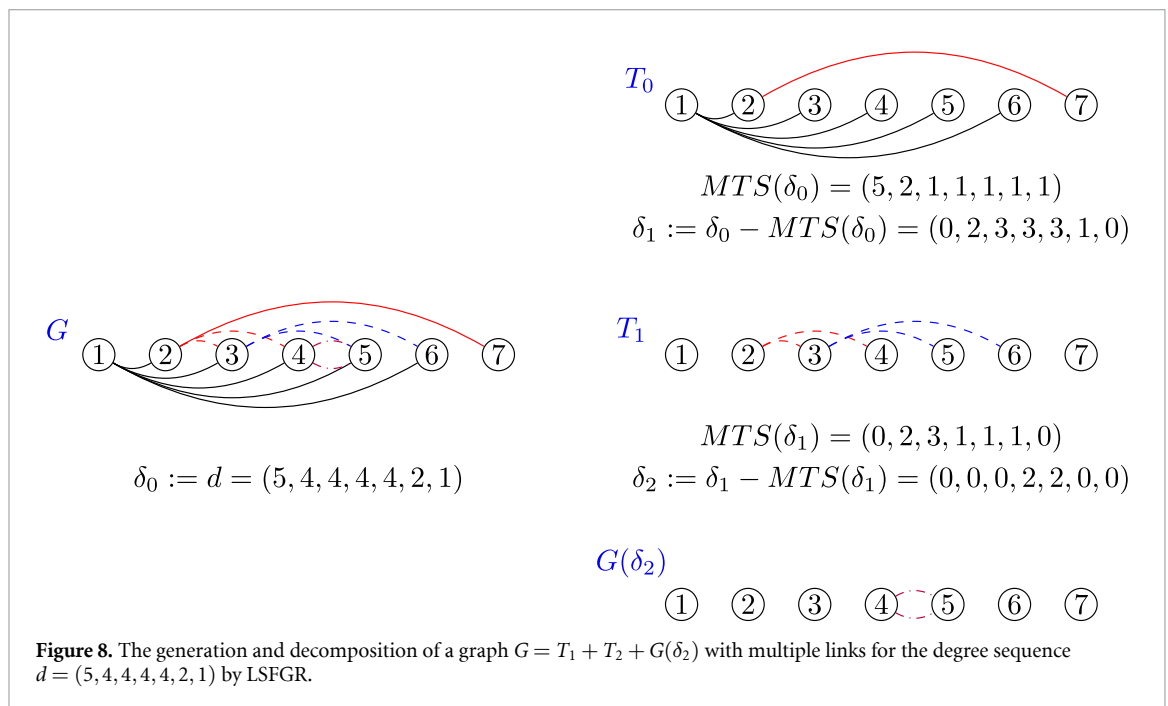 T₀
1 2 3 4 5 6 7
MTS(δ₀) = (5, 2, 1, 1, 1, 1, 1)
δ₁ := δ₀ − MTS(δ₀) = (0, 2, 3, 3, 3, 1, 0)
G
1 2 3 4 5 6 7
δ₀ := d = (5, 4, 4, 4, 4, 2, 1)
T₁
1 2 3 4 5 6 7
MTS(δ₁) = (0, 2, 3, 1, 1, 1, 0)
δ₂ := δ₁ − MTS(δ₁) = (0, 0, 0, 2, 2, 0, 0)
G(δ₂)
1 2 3 4 5 6 7
Figure 8. The generation and decomposition of a graph G = T₁ + T₂ + G(δ₂) with multiple links for the degree sequence
d = (5, 4, 4, 4, 4, 2, 1) by LSFGR.